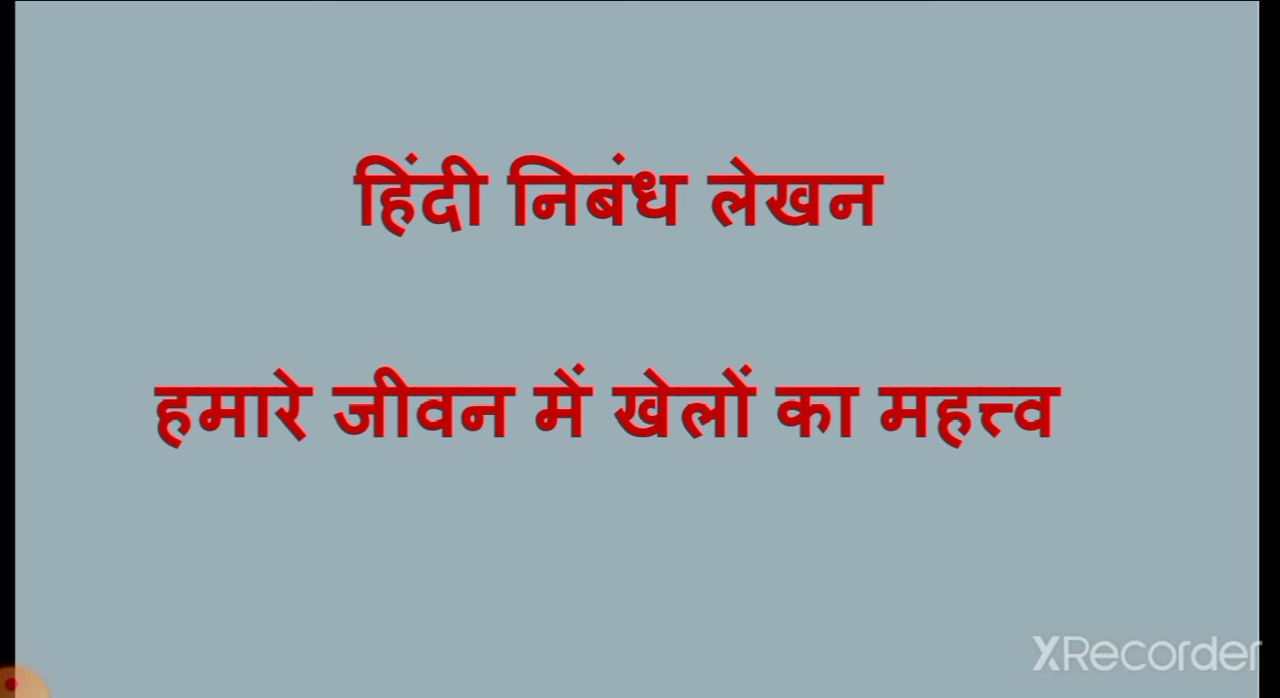 हिंदी निबंध लेखन
हमारे जीवन में खेलों का महत्त्व
XRecorder